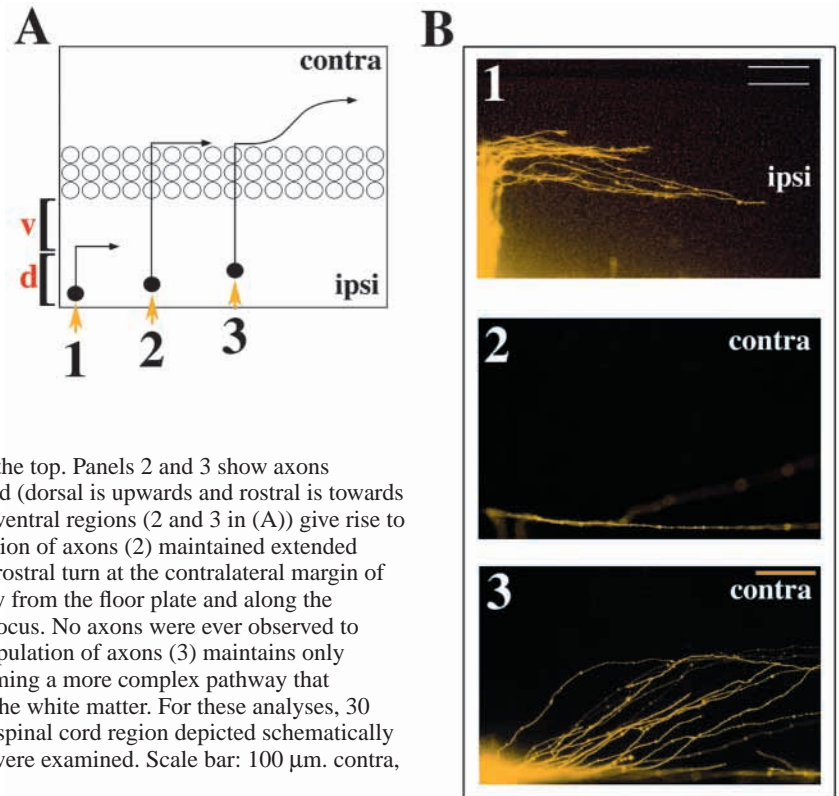 A
contra
v
d
ipsi
1
2
3
B
1
ipsi
2
contra
3
contra
the top. Panels 2 and 3 show axons
d (dorsal is upwards and rostral is towards
ventral regions (2 and 3 in (A)) give rise to
ion of axons (2) maintained extended
rostral turn at the contralateral margin of
y from the floor plate and along the
ocus. No axons were ever observed to
pulation of axons (3) maintains only
ning a more complex pathway that
he white matter. For these analyses, 30
spinal cord region depicted schematically
were examined. Scale bar: 100 μm. contra,